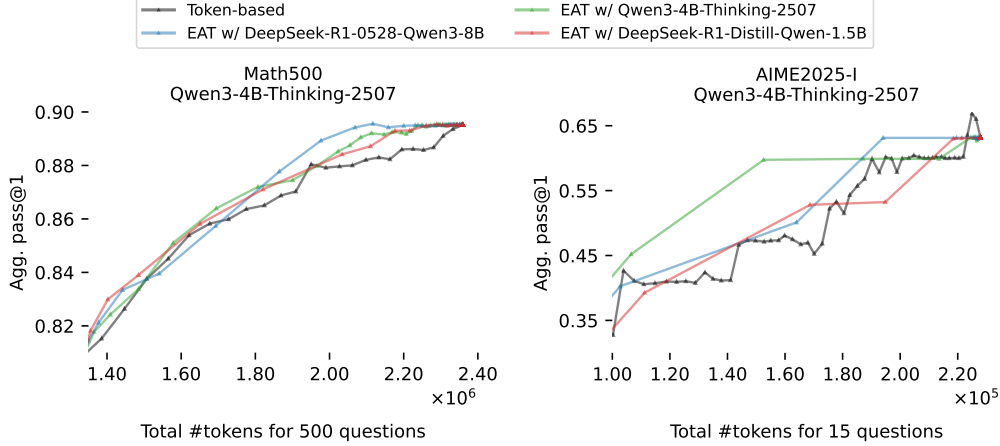 Token-based
EAT w/ DeepSeek-R1-0528-Qwen3-8B
EAT w/ Qwen3-4B-Thinking-2507
EAT w/ DeepSeek-R1-Distill-Qwen-1.5B
Math500
Qwen3-4B-Thinking-2507
0.90
0.88
0.86
0.84
0.82
Agg. pass@1
1.40 1.60 1.80 2.00 2.20 2.40
×10⁶
Total #tokens for 500 questions
AIME2025-I
Qwen3-4B-Thinking-2507
0.65
0.55
0.45
0.35
Agg. pass@1
1.00 1.20 1.40 1.60 1.80 2.00 2.20
×10⁵
Total #tokens for 15 questions